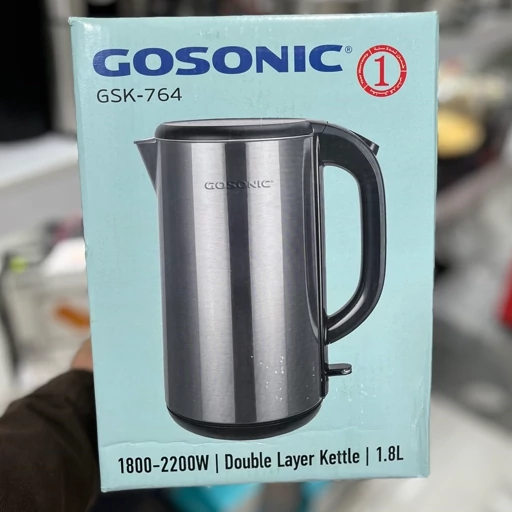 GOSONIC®
1
GSK-764
GOSONIC
1800-2200W | Double Layer Kettle | 1.8L